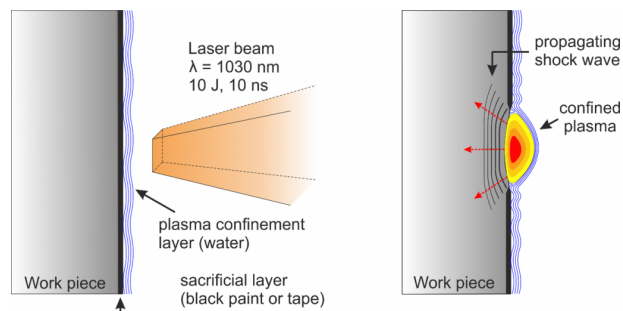 Laser beam
λ = 1030 nm
10 J, 10 ns
plasma confinement
layer (water)
Work piece
sacrificial layer
(black paint or tape)
propagating
shock wave
confined
plasma
Work piece